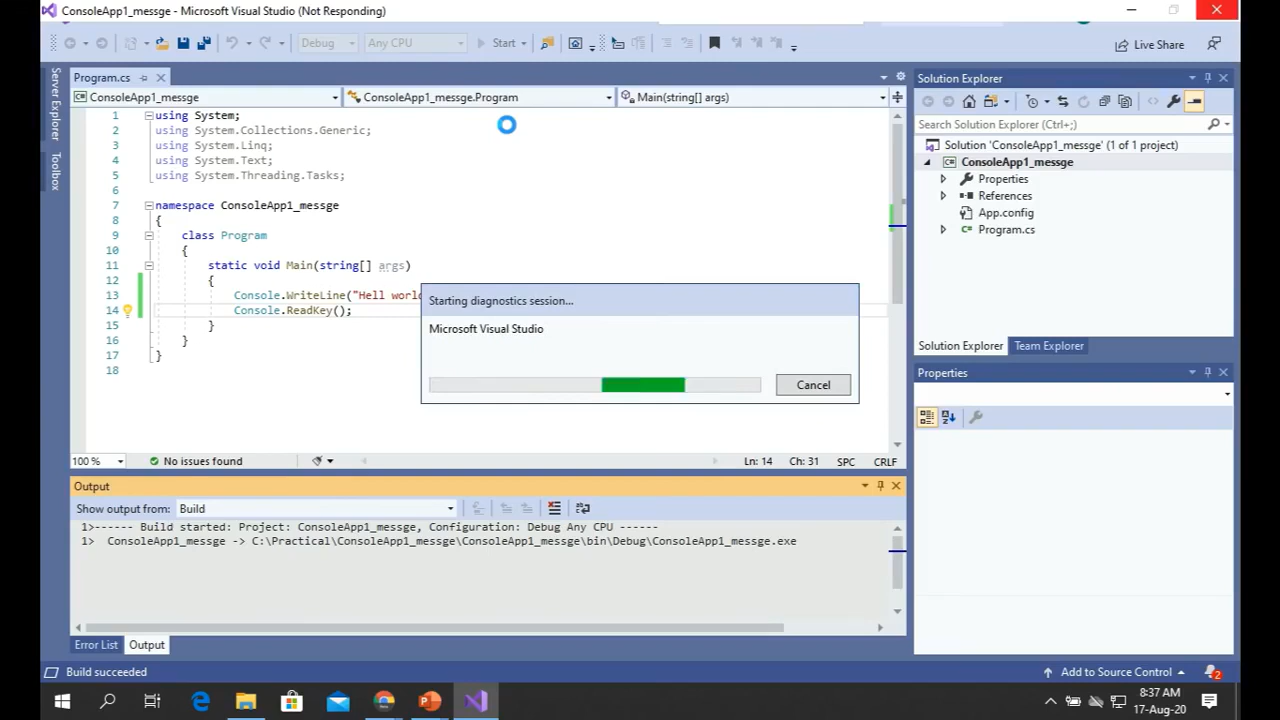 ConsoleApp1_messge - Microsoft Visual Studio (Not Responding)
Debug Any CPU Start Live Share
Server Explorer
Toolbox
Program.cs
ConsoleApp1_messge ConsoleApp1_messge.Program Main(string[] args)
1 using System;
2 using System.Collections.Generic;
3 using System.Linq;
4 using System.Text;
5 using System.Threading.Tasks;
6
7 namespace ConsoleApp1_messge
8 {
9 class Program
10 {
11 static void Main(string[] args)
12 {
13 Console.WriteLine("Hell world
14 Console.ReadKey();
15 }
16 }
17 }
18
Starting diagnostics session...
Microsoft Visual Studio
Cancel
100 % No issues found Ln: 14 Ch: 31 SPC CRLF
Output
Show output from: Build
1>------ Build started: Project: ConsoleApp1_messge, Configuration: Debug Any CPU ------
1> ConsoleApp1_messge -> C:\Practical\ConsoleApp1_messge\ConsoleApp1_messge\bin\Debug\ConsoleApp1_messge.exe
Error List Output
Solution Explorer
Search Solution Explorer (Ctrl+;)
Solution 'ConsoleApp1_messge' (1 of 1 project)
ConsoleApp1_messge
Properties
References
App.config
Program.cs
Solution Explorer Team Explorer
Properties
Build succeeded
Add to Source Control
2
8:37 AM
17-Aug-20